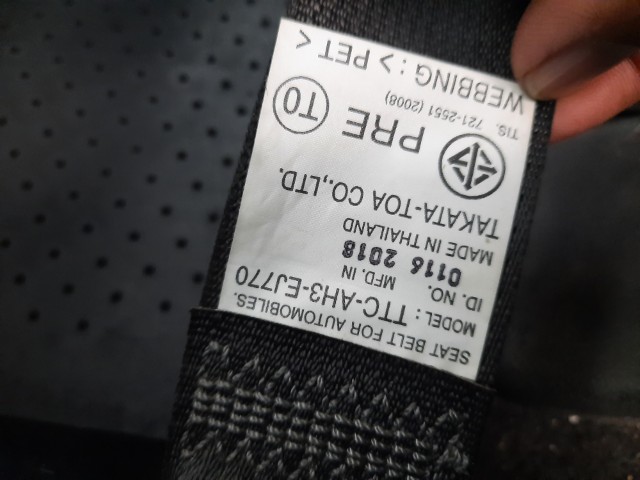 SEAT BELT FOR AUTOMOBILES.
MODEL : TTC-AH3-EJ770
ID. NO. MFD. IN
0116 2018
MADE IN THAILAND
TAKATA-TOA CO.,LTD.
PRE TO
TIS. 721-2551 (2008)
WEBBING : > PET <